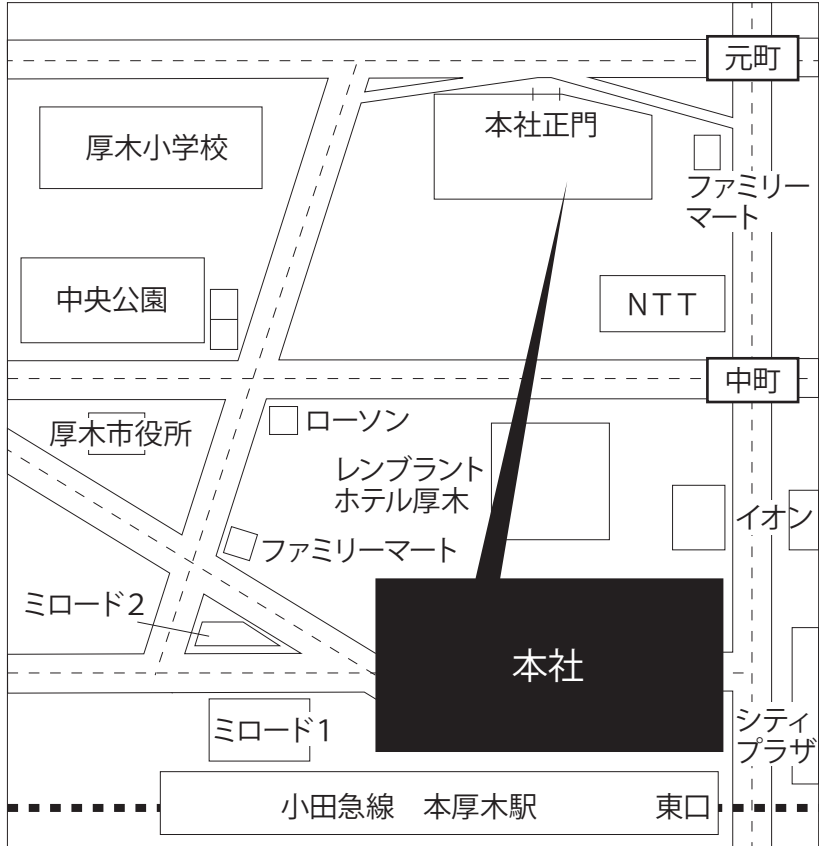 元町
本社正門
厚木小学校
ファミリー
マート
中央公園
NTT
中町
ローソン
厚木市役所
レンブラント
ホテル厚木
イオン
ファミリーマート
ミロード2
本社
シティ
プラザ
ミロード1
小田急線 本厚木駅 東口